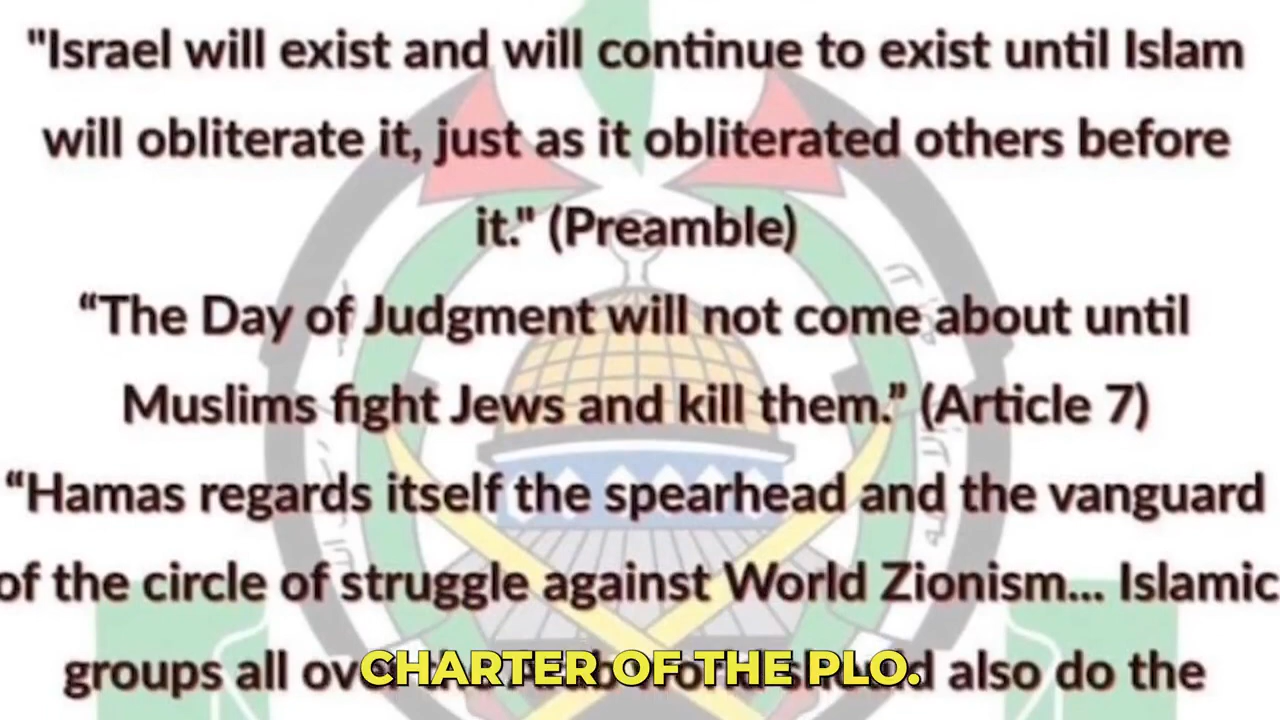 "Israel will exist and will continue to exist until Islam
will obliterate it, just as it obliterated others before
it." (Preamble)
“The Day of Judgment will not come about until
Muslims fight Jews and kill them.” (Article 7)
“Hamas regards itself the spearhead and the vanguard
of the circle of struggle against World Zionism... Islamic
groups all also do the
CHARTER OF THE PLO.